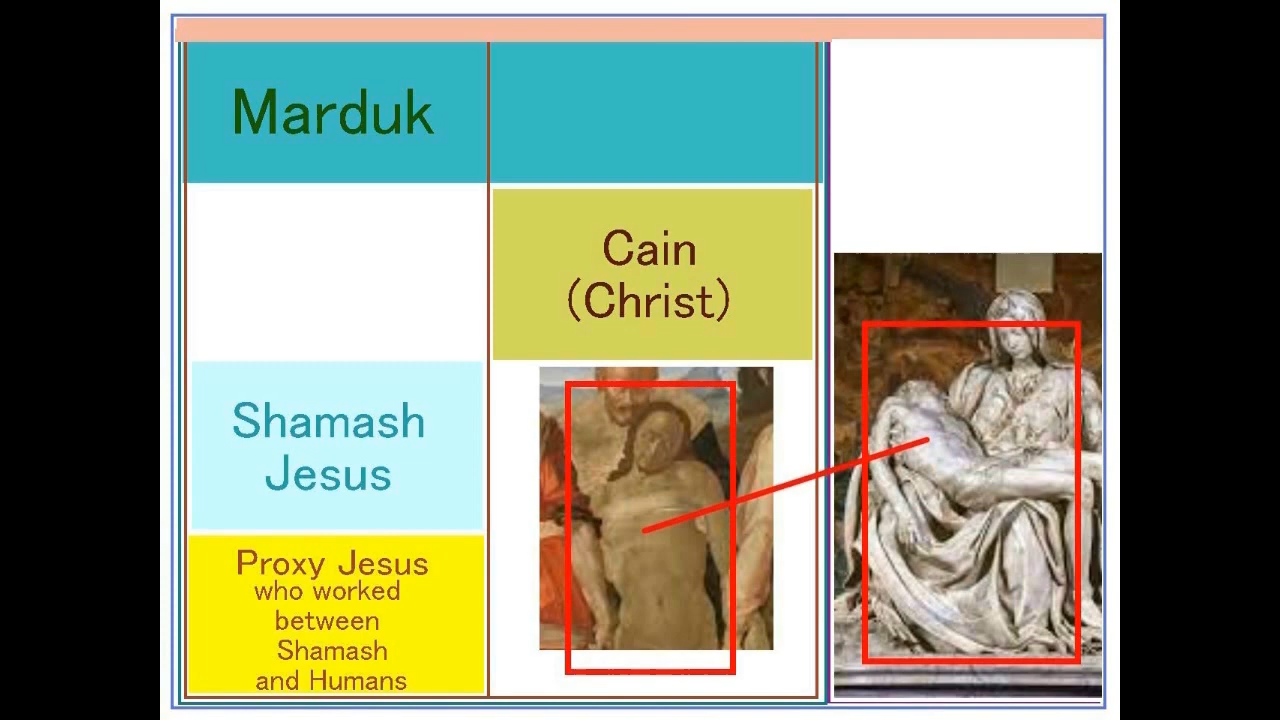 Marduk
Cain
(Christ)
Shamash
Jesus
Proxy Jesus
who worked
between
Shamash
and Humans